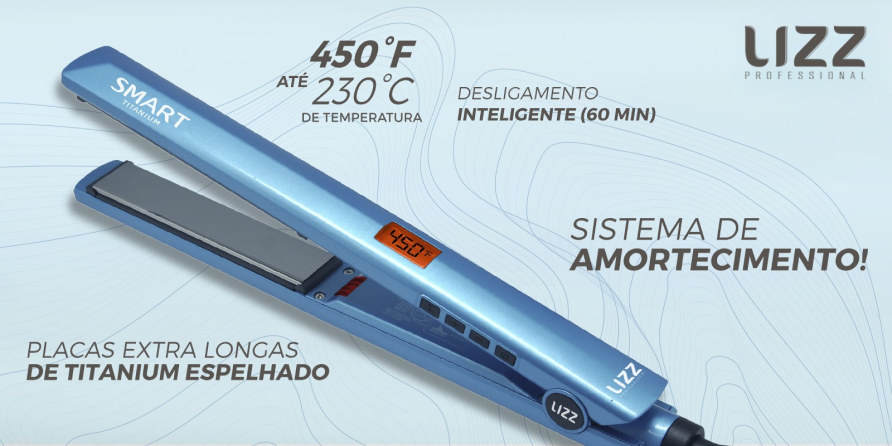 450°F
ATÉ 230°C
DE TEMPERATURA
DESLIGAMENTO
INTELIGENTE (60 MIN)
LIZZ
PROFESSIONAL
SMART
TITANIUM
450°F
SISTEMA DE
AMORTECIMENTO!
PLACAS EXTRA LONGAS
DE TITANIUM ESPELHADO
LIZZ
LIZZ